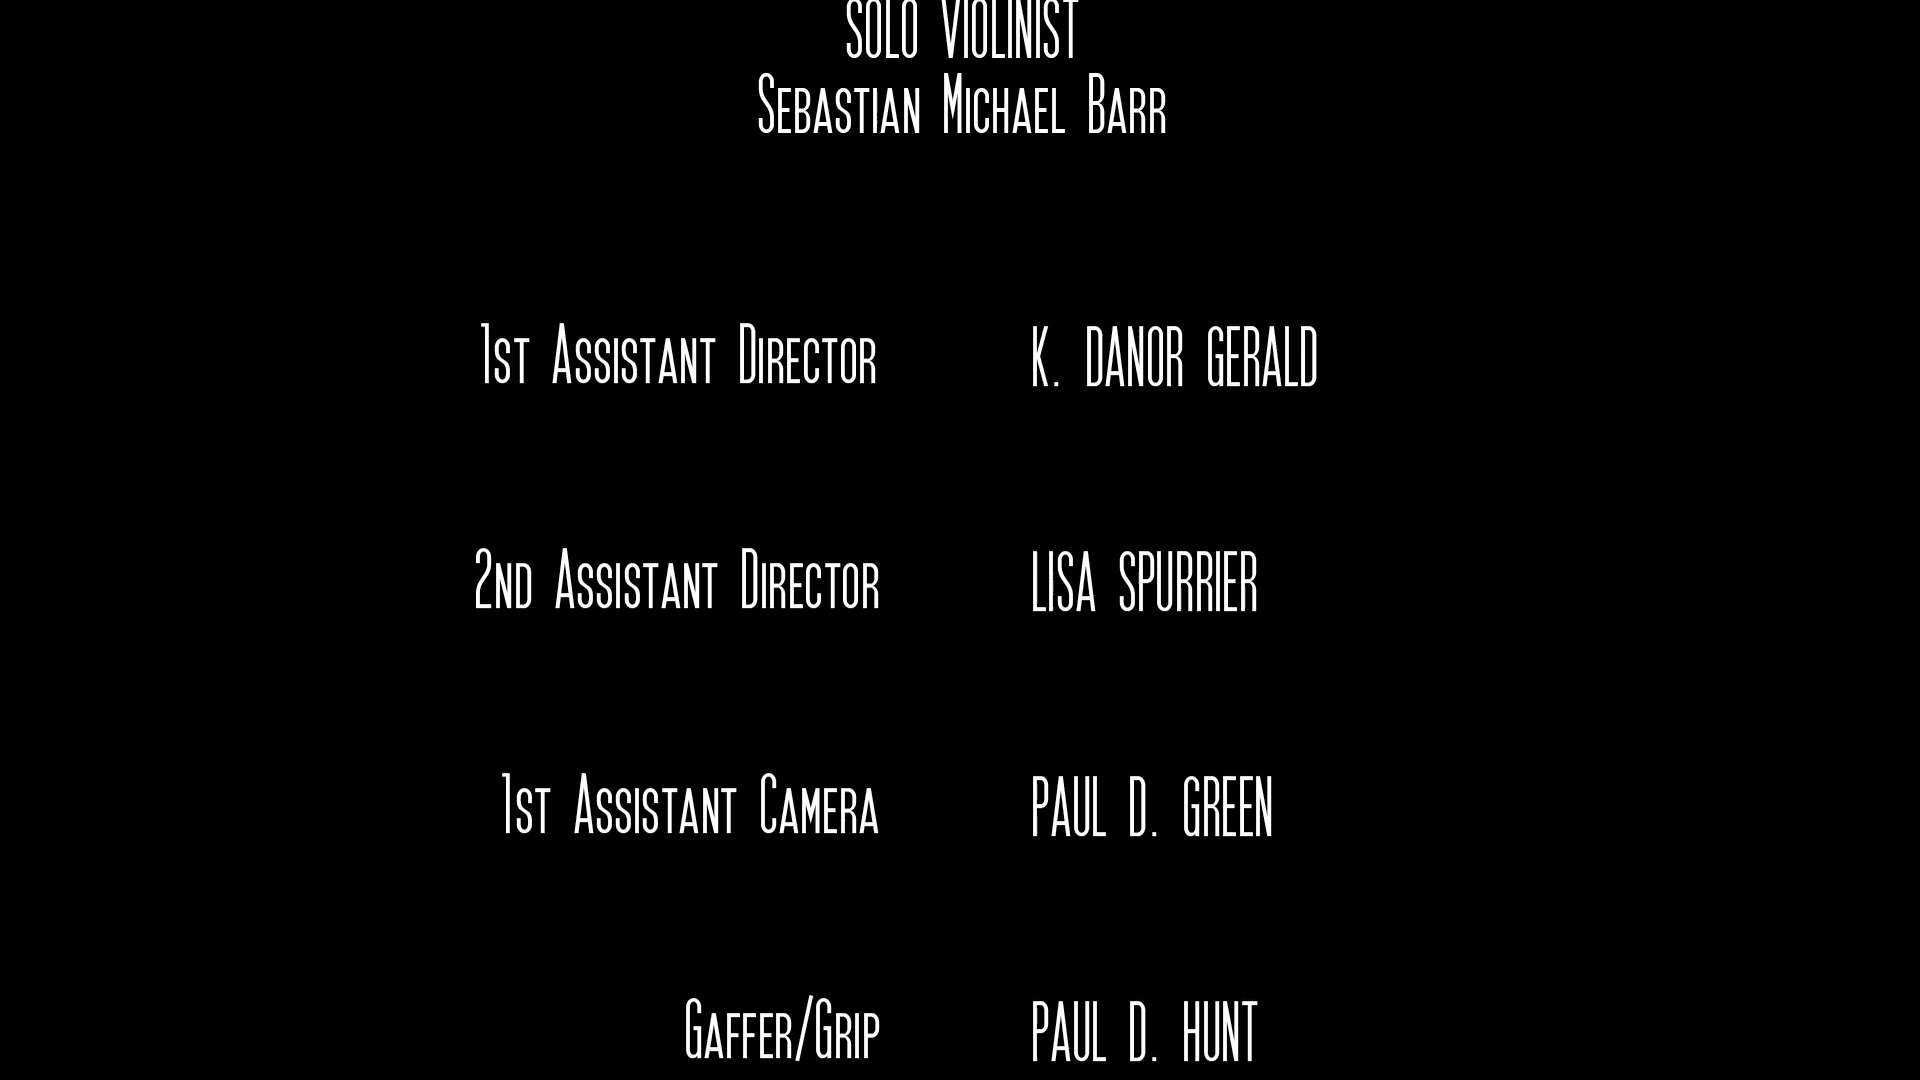 SOLO VIOLINIST
Sebastian Michael Barr
1st Assistant Director K. DANOR GERALD
2nd Assistant Director LISA SPURRIER
1st Assistant Camera PAUL D. GREEN
Gaffer/Grip PAUL D. HUNT